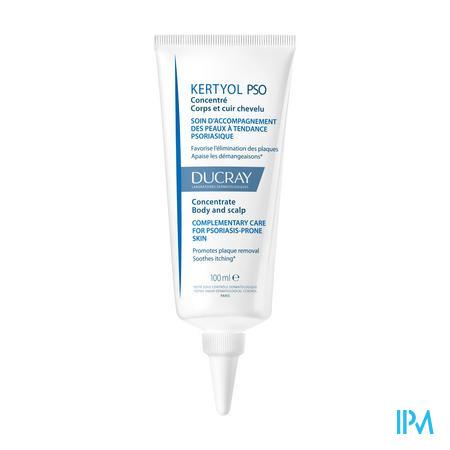 KERTYOL PSO
Concentré
Corps et cuir chevelu
SOIN D'ACCOMPAGNEMENT
DES PEAUX À TENDANCE
PSORIASIQUE
Favorise l'élimination des plaques
Apaise les démangeaisons*
DUCRAY
LABORATOIRES DERMATOLOGIQUES
Concentrate
Body and scalp
COMPLEMENTARY CARE
FOR PSORIASIS-PRONE
SKIN
Promotes plaque removal
Soothes itching*
100 ml e
PARIS
IPM